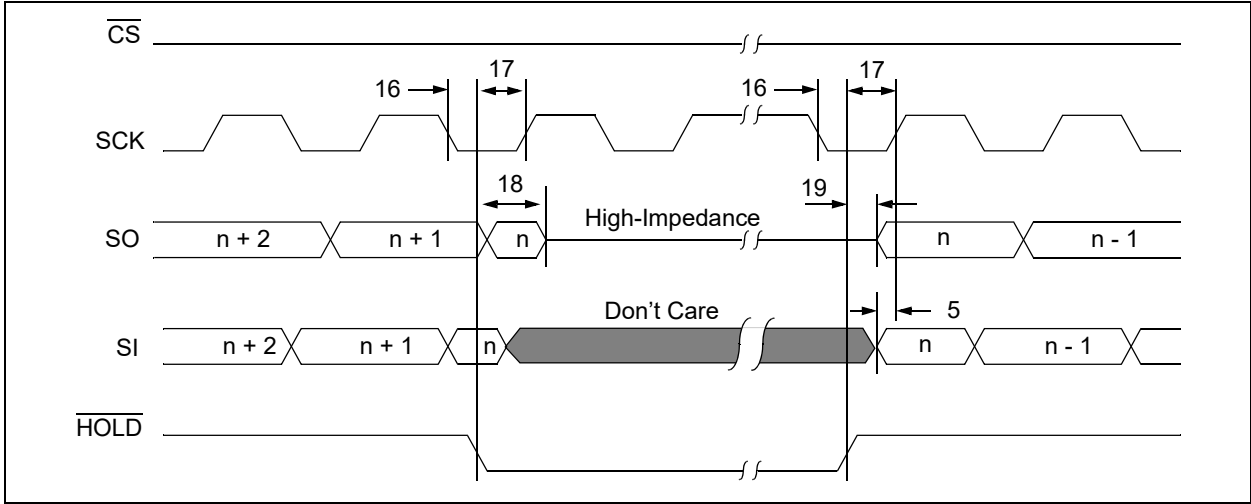 CS
16
17
16
17
SCK
18
19
High-Impedance
SO
n + 2
n + 1
n
n
n - 1
Don't Care
5
SI
n + 2
n + 1
n
n
n - 1
HOLD